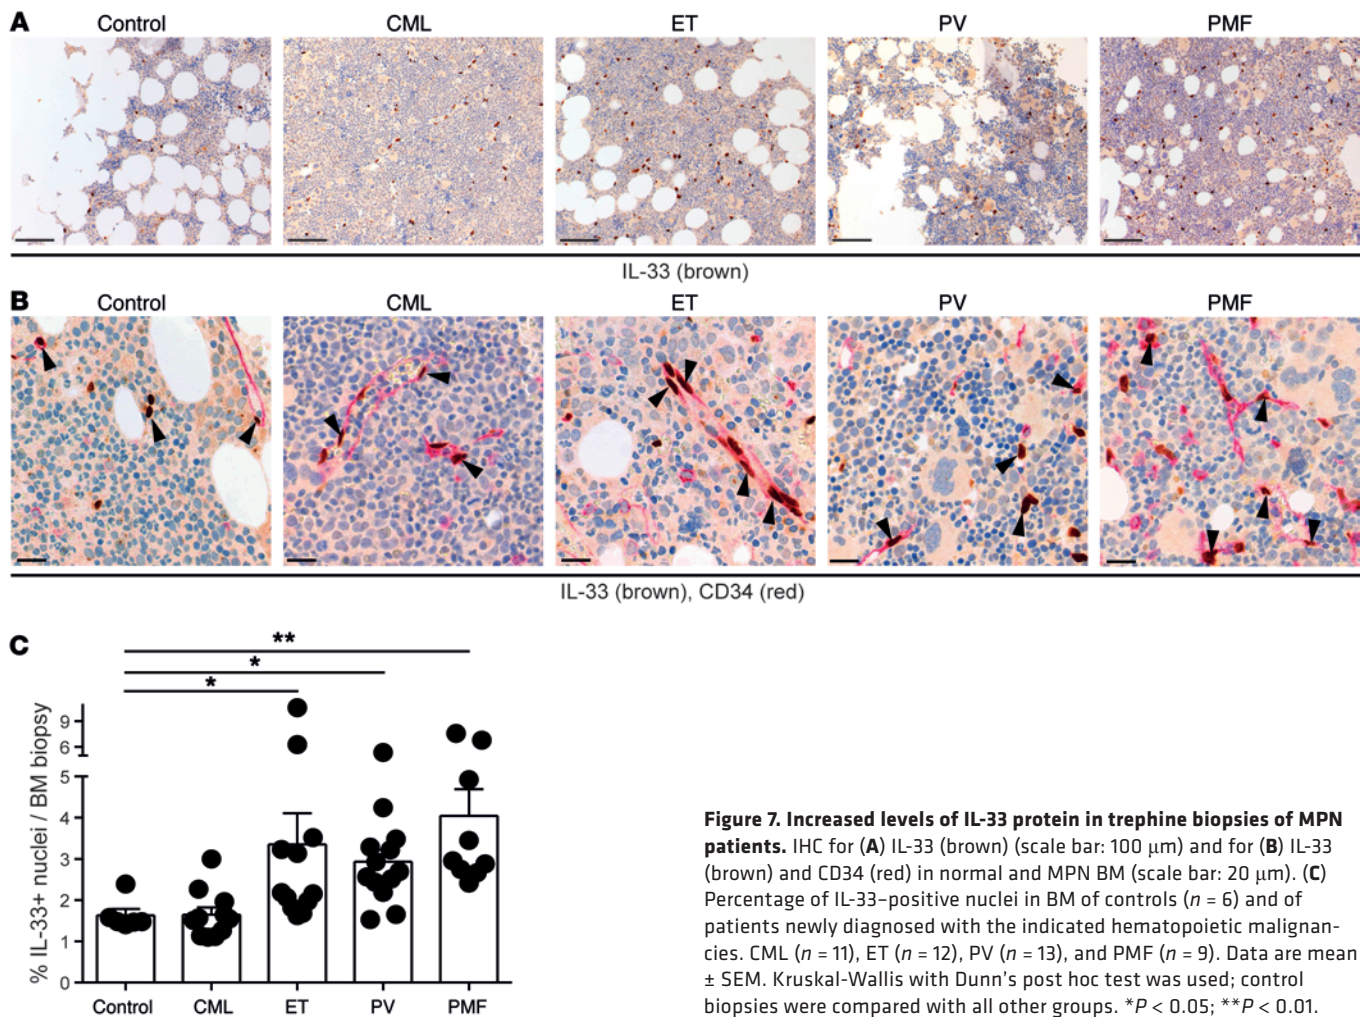 A
Control CML ET PV PMF
IL-33 (brown)
B
Control CML ET PV PMF
IL-33 (brown), CD34 (red)
C
**
*
*
% IL-33+ nuclei / BM biopsy
9
6
5
4
3
2
1
0
Control CML ET PV PMF
Figure 7. Increased levels of IL-33 protein in trephine biopsies of MPN
patients. IHC for (A) IL-33 (brown) (scale bar: 100 μm) and for (B) IL-33
(brown) and CD34 (red) in normal and MPN BM (scale bar: 20 μm). (C)
Percentage of IL-33–positive nuclei in BM of controls (n = 6) and of
patients newly diagnosed with the indicated hematopoietic malignan-
cies. CML (n = 11), ET (n = 12), PV (n = 13), and PMF (n = 9). Data are mean
± SEM. Kruskal-Wallis with Dunn’s post hoc test was used; control
biopsies were compared with all other groups. *P < 0.05; **P < 0.01.